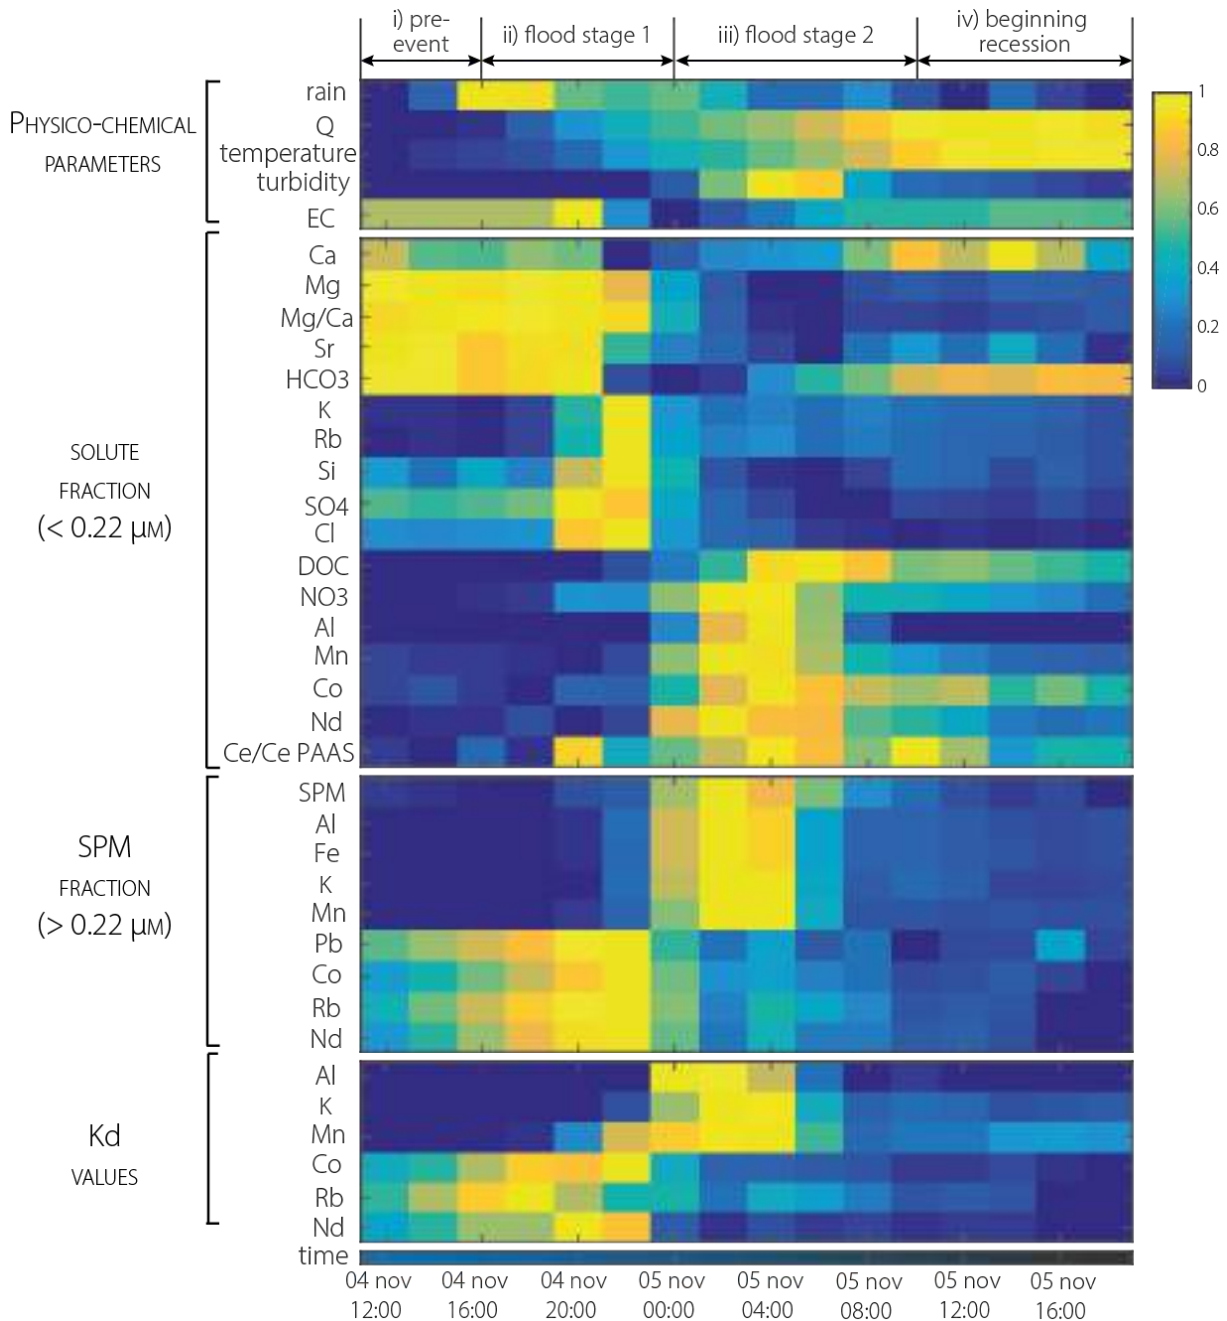 i) pre-
event
ii) flood stage 1
iii) flood stage 2
iv) beginning
recession
PHYSICO-CHEMICAL
PARAMETERS
rain
Q
temperature
turbidity
EC
1
0.8
0.6
0.4
0.2
0
SOLUTE
FRACTION
(< 0.22 µM)
Ca
Mg
Mg/Ca
Sr
HCO3
K
Rb
Si
SO4
Cl
DOC
NO3
Al
Mn
Co
Nd
Ce/Ce PAAS
SPM
FRACTION
(> 0.22 µM)
SPM
Al
Fe
K
Mn
Pb
Co
Rb
Nd
Kd
VALUES
Al
K
Mn
Co
Rb
Nd
time
04 nov 04 nov 04 nov 05 nov 05 nov 05 nov 05 nov 05 nov
12:00 16:00 20:00 00:00 04:00 08:00 12:00 16:00